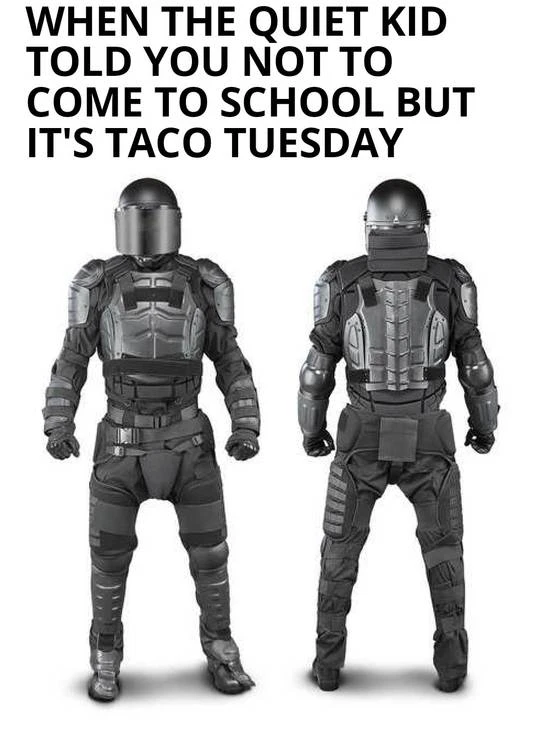 WHEN THE QUIET KID
TOLD YOU NOT TO
COME TO SCHOOL BUT
IT'S TACO TUESDAY